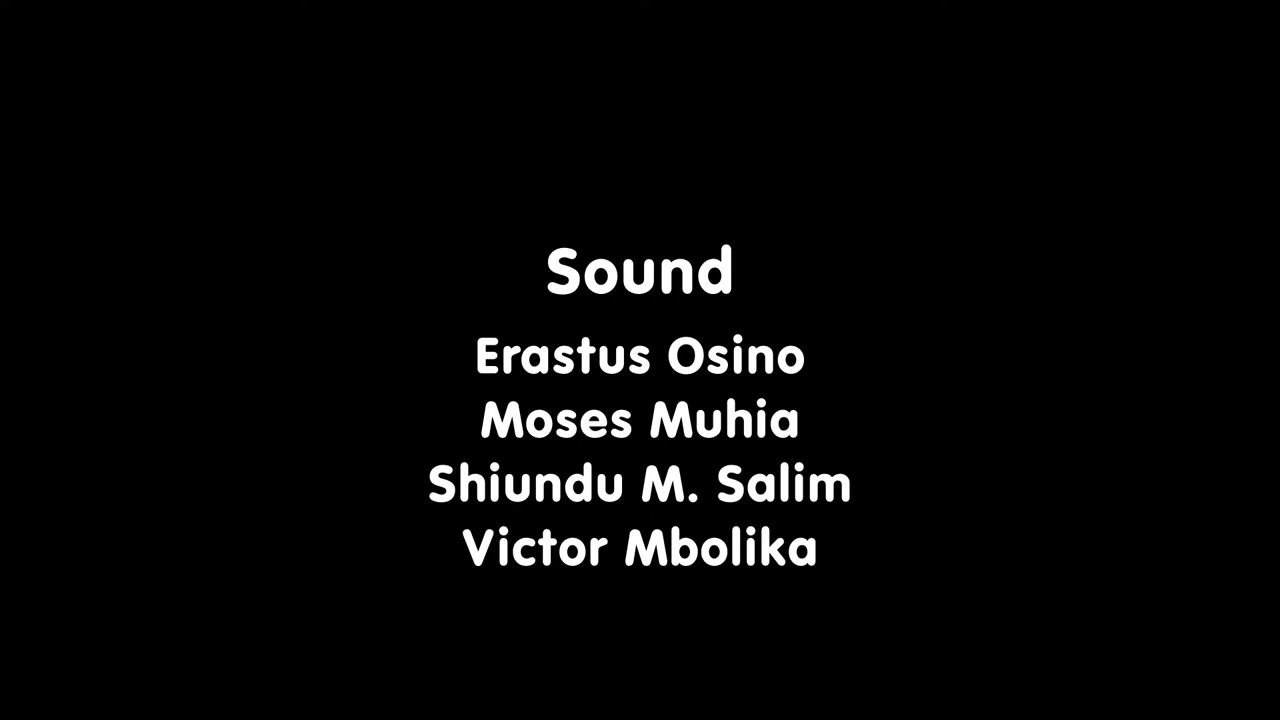 Sound
Erastus Osino
Moses Muhia
Shiundu M. Salim
Victor Mbolika